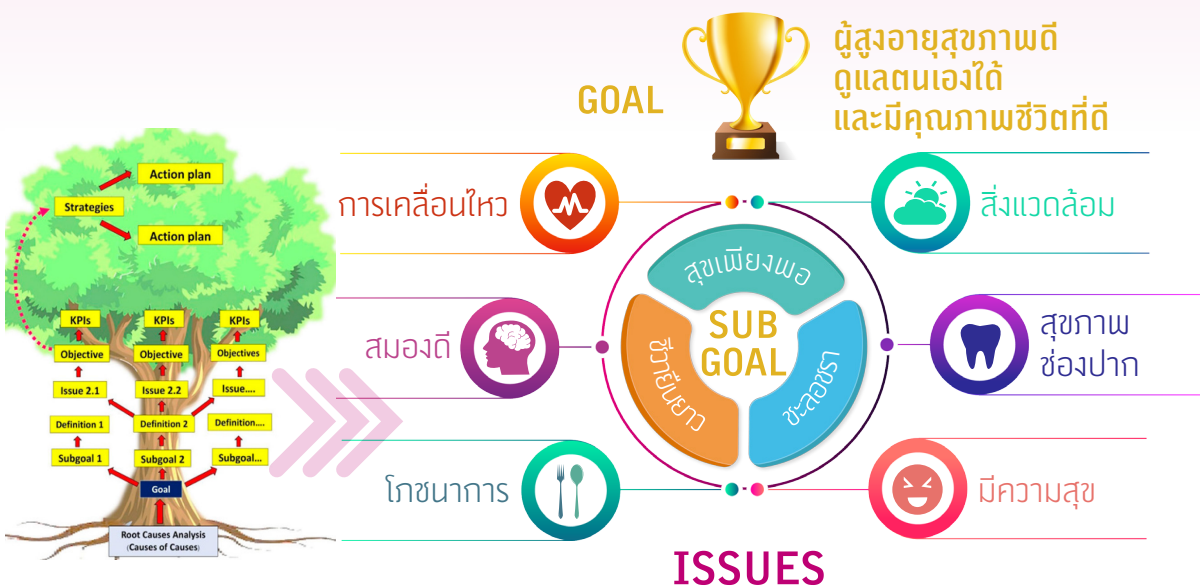 GOAL
ผู้สูงอายุสุขภาพดี
ดูแลตนเองได้
และมีคุณภาพชีวิตที่ดี
Action plan
Strategies
Action plan
KPIs
KPIs
KPIs
Objective
Objective
Objectives
Issue 2.1
Issue 2.2
Issue....
Definition 1
Definition 2
Definition....
Subgoal 1
Subgoal 2
Subgoal...
Goal
Root Causes Analysis
(Causes of Causes)
การเคลื่อนใหว
สมองดี
โภชนาการ
สุขเพียงพอ
ชีวายืนยาว
ชะลอชรา
SUB
GOAL
สิ่งแวดล้อม
สุขภาพ
ช่องปาก
มีความสุข
ISSUES